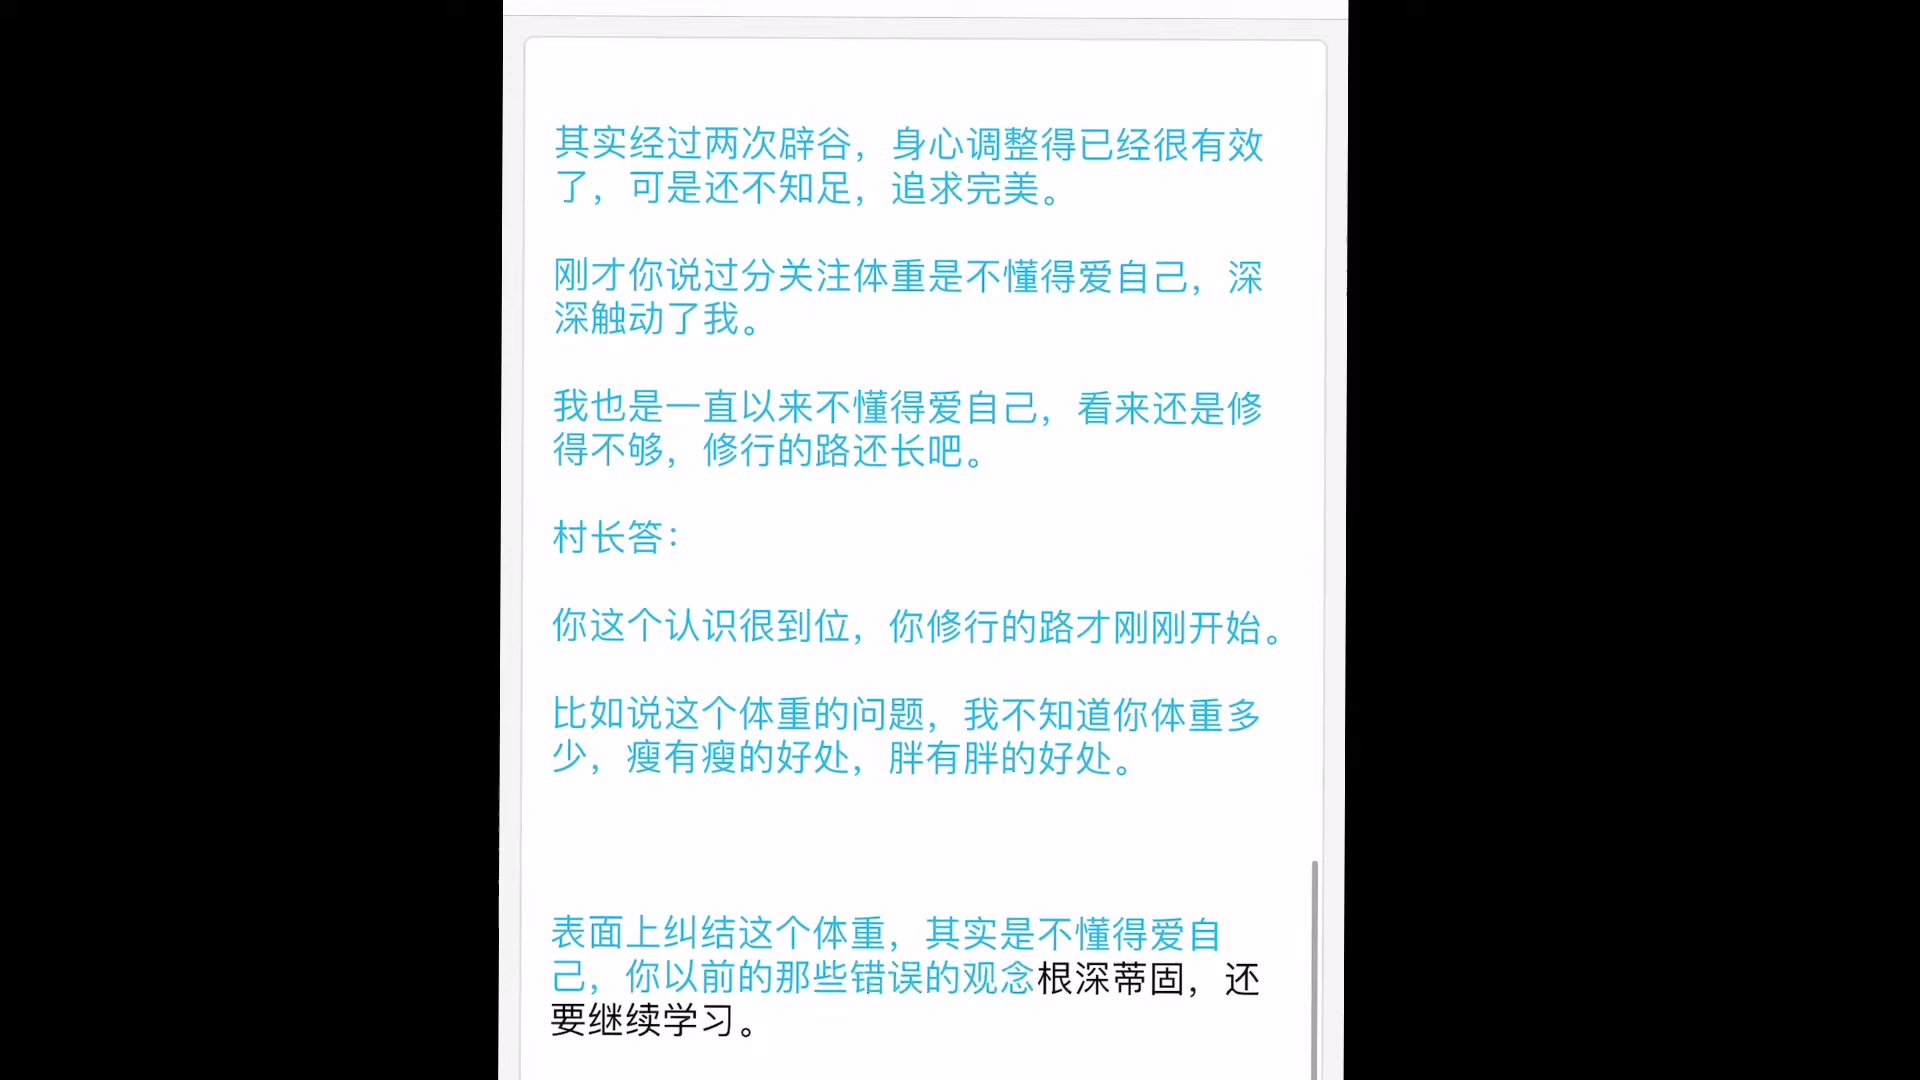 其实经过两次辟谷，身心调整得已经很有效
了，可是还不知足，追求完美。
刚才你说过分关注体重是不懂得爱自己，深
深触动了我。
我也是一直以来不懂得爱自己，看来还是修
得不够，修行的路还长吧。
村长答：
你这个认识很到位，你修行的路才刚刚开始。
比如说这个体重的问题，我不知道你体重多
少，瘦有瘦的好处，胖有胖的好处。
表面上纠结这个体重，其实是不懂得爱自
己，你以前的那些错误的观念根深蒂固，还
要继续学习。